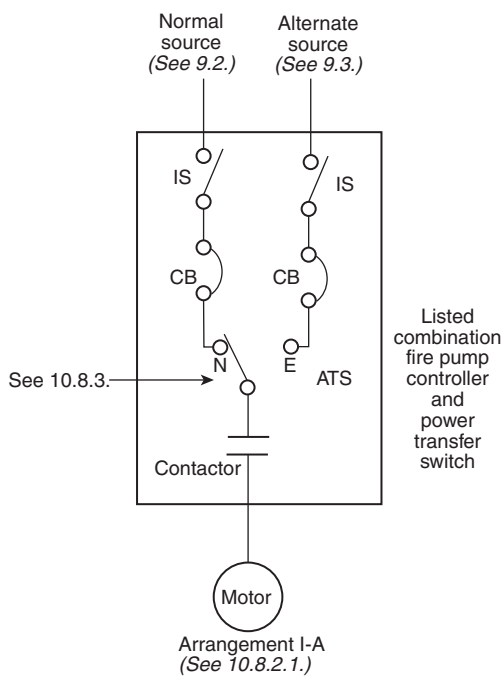 Normal
source
(See 9.2.)
Alternate
source
(See 9.3.)
IS
IS
CB
CB
N
E
ATS
See 10.8.3.
Contactor
Listed
combination
fire pump
controller
and
power
transfer
switch
Motor
Arrangement I-A
(See 10.8.2.1.)